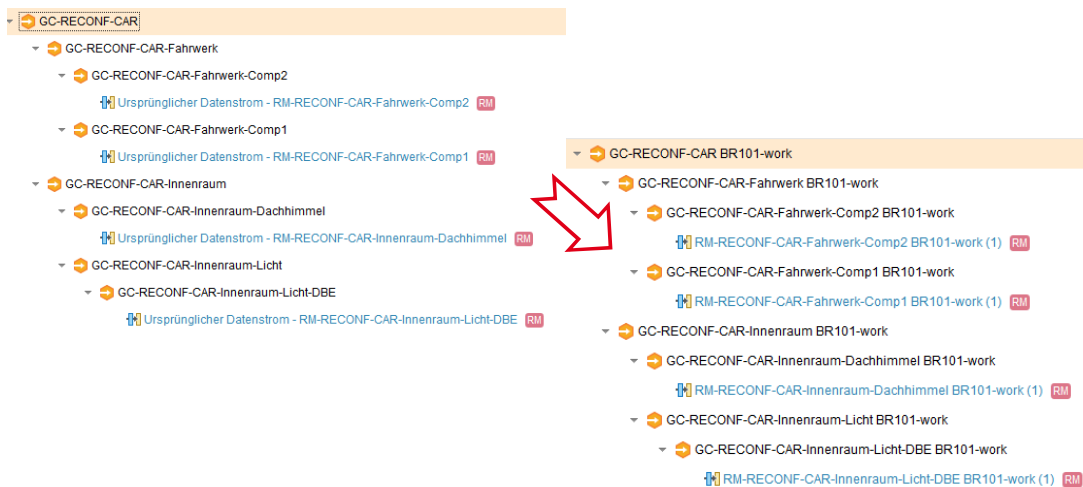 GC-RECONF-CAR
GC-RECONF-CAR-Fahrwerk
GC-RECONF-CAR-Fahrwerk-Comp2
Ursprünglicher Datenstrom - RM-RECONF-CAR-Fahrwerk-Comp2 RM
GC-RECONF-CAR-Fahrwerk-Comp1
Ursprünglicher Datenstrom - RM-RECONF-CAR-Fahrwerk-Comp1 RM
GC-RECONF-CAR-Innenraum
GC-RECONF-CAR-Innenraum-Dachhimmel
Ursprünglicher Datenstrom - RM-RECONF-CAR-Innenraum-Dachhimmel RM
GC-RECONF-CAR-Innenraum-Licht
GC-RECONF-CAR-Innenraum-Licht-DBE
Ursprünglicher Datenstrom - RM-RECONF-CAR-Innenraum-Licht-DBE RM
GC-RECONF-CAR BR101-work
GC-RECONF-CAR-Fahrwerk BR101-work
GC-RECONF-CAR-Fahrwerk-Comp2 BR101-work
RM-RECONF-CAR-Fahrwerk-Comp2 BR101-work (1) RM
GC-RECONF-CAR-Fahrwerk-Comp1 BR101-work
RM-RECONF-CAR-Fahrwerk-Comp1 BR101-work (1) RM
GC-RECONF-CAR-Innenraum BR101-work
GC-RECONF-CAR-Innenraum-Dachhimmel BR101-work
RM-RECONF-CAR-Innenraum-Dachhimmel BR101-work (1) RM
GC-RECONF-CAR-Innenraum-Licht BR101-work
GC-RECONF-CAR-Innenraum-Licht-DBE BR101-work
RM-RECONF-CAR-Innenraum-Licht-DBE BR101-work (1) RM